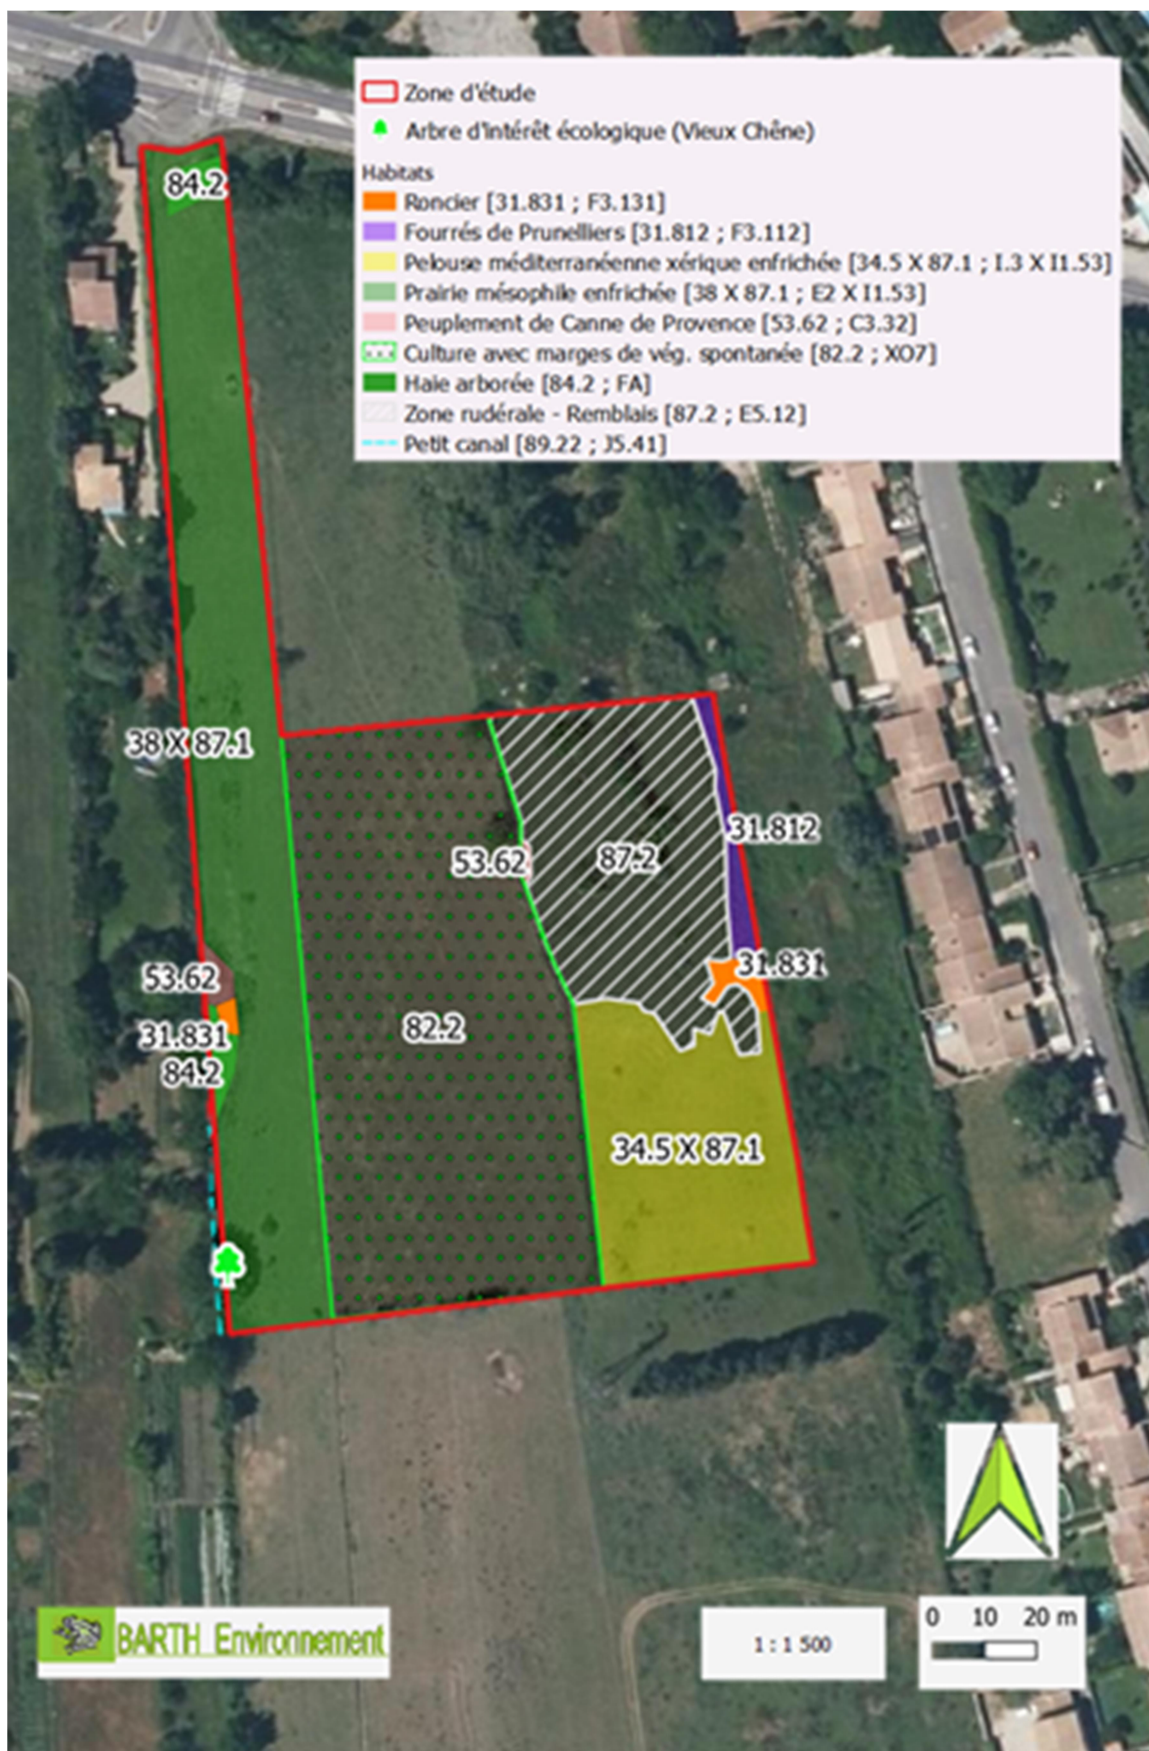 Zone d'étude
Arbre d'intérêt écologique (Vieux Chêne)
Habitats
Roncier [31.831 ; F3.131]
Fourrés de Prunelliers [31.812 ; F3.112]
Pelouse méditerranéenne xérique enfrichée [34.5 X 87.1 ; I.3 X I1.53]
Prairie mésophile enfrichée [38 X 87.1 ; E2 X I1.53]
Peuplement de Canne de Provence [53.62 ; C3.32]
Culture avec marges de vég. spontanée [82.2 ; XO7]
Haie arborée [84.2 ; FA]
Zone rudérale - Remblais [87.2 ; E5.12]
Petit canal [89.22 ; J5.41]
84.2
38 X 87.1
31.812
53.62
87.2
31.831
53.62
82.2
31.831
84.2
34.5 X 87.1
BARTH Environnement
1 : 1 500
0 10 20 m